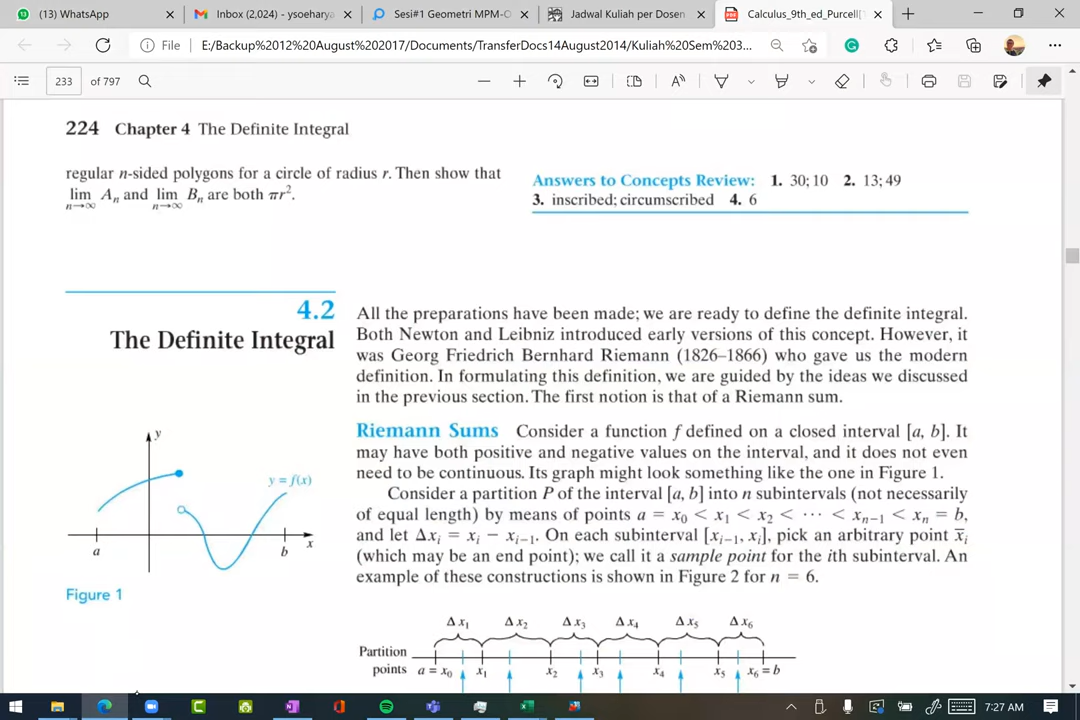 (13) WhatsApp
Inbox (2,024) - ysoehary
Sesi#1 Geometri MPM-O
Jadwal Kuliah per Dosen
Calculus_9th_ed_Purcell[
File
E:/Backup%2012%20August%202017/Documents/TransferDocs14August2014/Kuliah%20Sem%203...
233 of 797
224 Chapter 4 The Definite Integral
regular n-sided polygons for a circle of radius r. Then show that
lim Aₙ and lim Bₙ are both πr².
n→∞ n→∞
Answers to Concepts Review: 1. 30; 10 2. 13; 49
3. inscribed; circumscribed 4. 6
4.2
The Definite Integral
All the preparations have been made; we are ready to define the definite integral.
Both Newton and Leibniz introduced early versions of this concept. However, it
was Georg Friedrich Bernhard Riemann (1826–1866) who gave us the modern
definition. In formulating this definition, we are guided by the ideas we discussed
in the previous section. The first notion is that of a Riemann sum.
Riemann Sums Consider a function f defined on a closed interval [a, b]. It
may have both positive and negative values on the interval, and it does not even
need to be continuous. Its graph might look something like the one in Figure 1.
Consider a partition P of the interval [a, b] into n subintervals (not necessarily
of equal length) by means of points a = x₀ < x₁ < x₂ < ··· < xₙ₋₁ < xₙ = b,
and let Δxᵢ = xᵢ − xᵢ₋₁. On each subinterval [xᵢ₋₁, xᵢ], pick an arbitrary point x̄ᵢ
(which may be an end point); we call it a sample point for the ith subinterval. An
example of these constructions is shown in Figure 2 for n = 6.
y
y = f(x)
a b x
Figure 1
Δx₁ Δx₂ Δx₃ Δx₄ Δx₅ Δx₆
Partition
points a = x₀ x₁ x₂ x₃ x₄ x₅ x₆ = b
7:27 AM